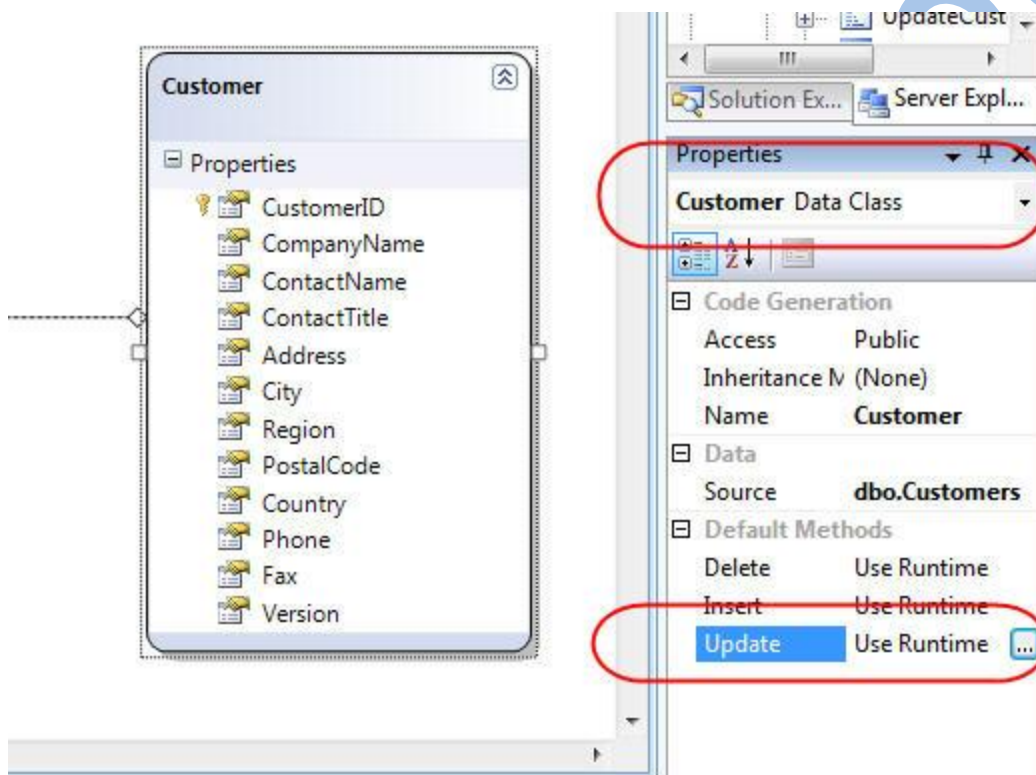 Customer
Properties
CustomerID
CompanyName
ContactName
ContactTitle
Address
City
Region
PostalCode
Country
Phone
Fax
Version
UpdateCust
Solution Ex... Server Expl...
Properties
Customer Data Class
Code Generation
Access Public
Inheritance M (None)
Name Customer
Data
Source dbo.Customers
Default Methods
Delete Use Runtime
Insert Use Runtime
Update Use Runtime ...